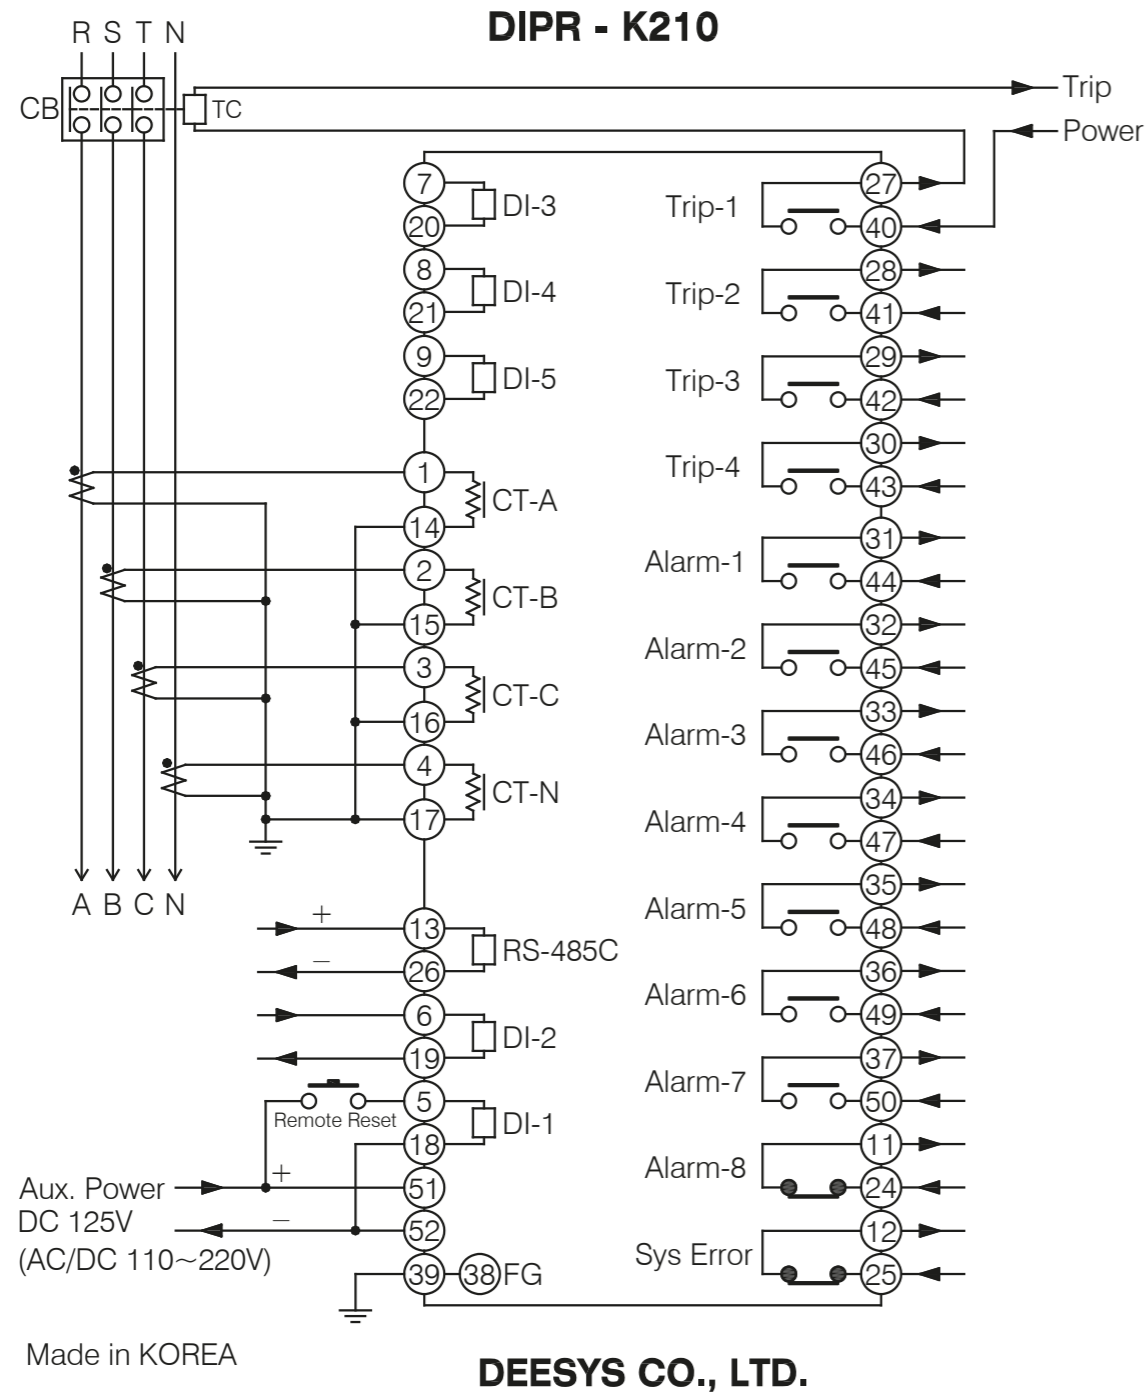 DIPR - K210
R S T N
CB
TC
Trip
Power
7
DI-3
20
8
DI-4
21
9
DI-5
22
1
CT-A
14
2
CT-B
15
3
CT-C
16
4
CT-N
17
A B C N
+
13
RS-485C
−
26
6
DI-2
19
5
Remote Reset
DI-1
18
+
Aux. Power
51
DC 125V
−
52
(AC/DC 110~220V)
39
38
FG
27
Trip-1
40
28
Trip-2
41
29
Trip-3
42
30
Trip-4
43
31
Alarm-1
44
32
Alarm-2
45
33
Alarm-3
46
34
Alarm-4
47
35
Alarm-5
48
36
Alarm-6
49
37
Alarm-7
50
11
Alarm-8
24
12
Sys Error
25
Made in KOREA
DEESYS CO., LTD.